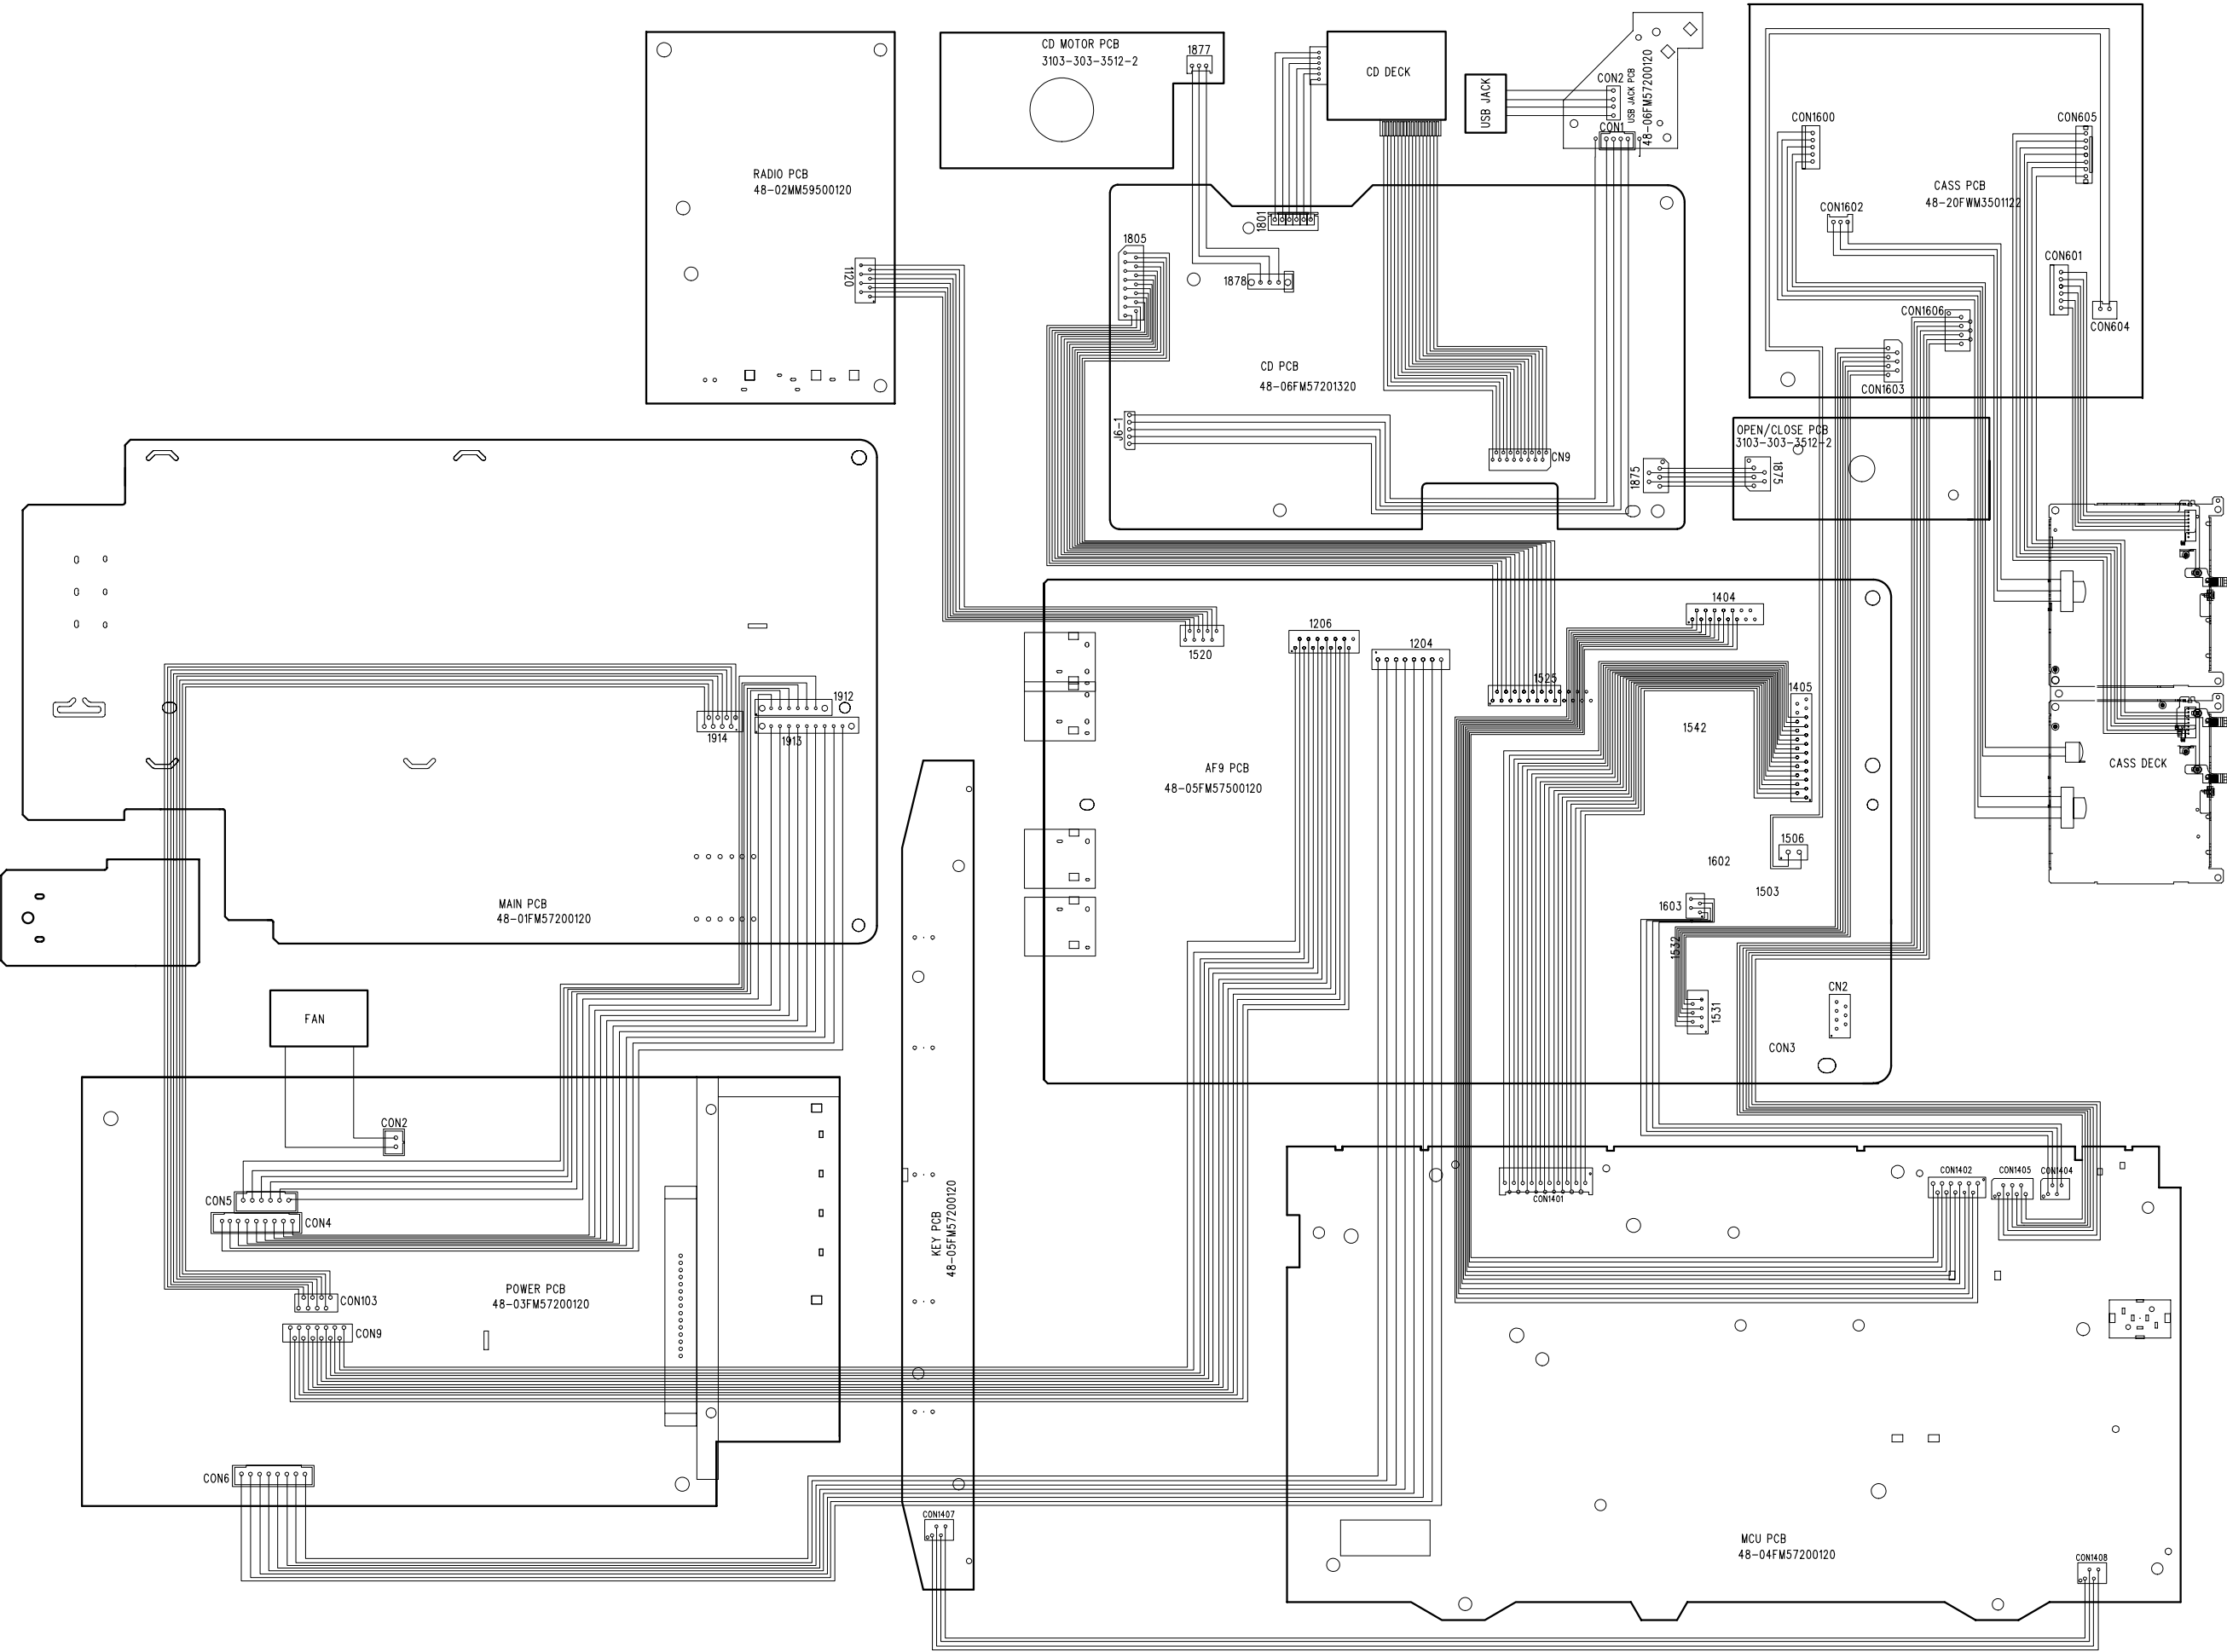 CD MOTOR PCB
3103-303-3512-2
1877
CD DECK
USB JACK
CON2
USB JACK PCB
48-06FM57200120
CON1
CON1600
CON605
CASS PCB
48-20FWM3501122
CON1602
CON601
CON604
CON1606
CON1603
RADIO PCB
48-02MM59500120
1120
1801
1805
1878
CD PCB
48-06FM57201320
J6-1
CN9
1875
OPEN/CLOSE PCB
3103-303-3512-2
1875
1520
1206
1204
1404
1525
1405
1542
AF9 PCB
48-05FM57500120
1506
1602
1503
1603
1532
1531
CN2
CON3
CASS DECK
1912
1914
1913
MAIN PCB
48-01FM57200120
FAN
CON2
CON5
CON4
POWER PCB
48-03FM57200120
CON103
CON9
CON6
KEY PCB
48-05FM57200120
CON1407
CON1401
CON1402
CON1405
CON1404
MCU PCB
48-04FM57200120
CON1408